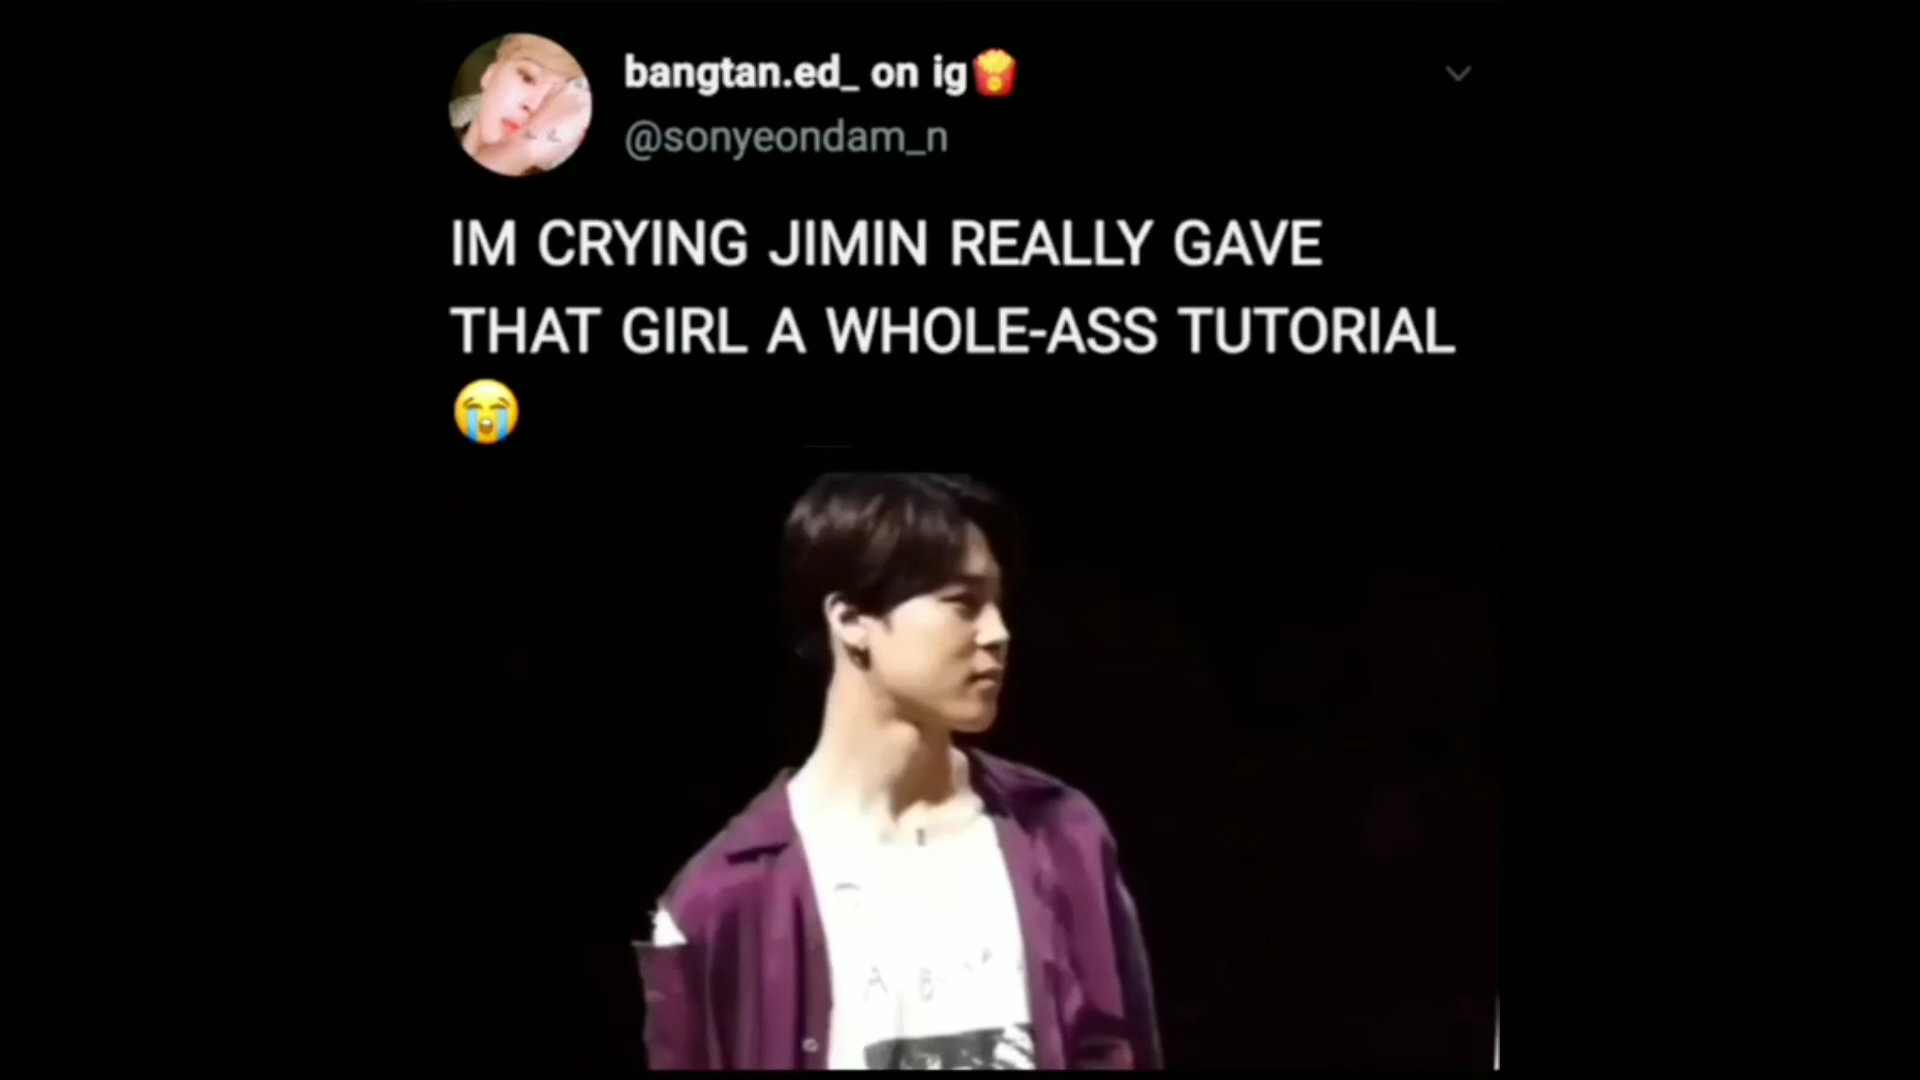 bangtan.ed_ on ig🍟
@sonyeondam_n
IM CRYING JIMIN REALLY GAVE
THAT GIRL A WHOLE-ASS TUTORIAL
😭